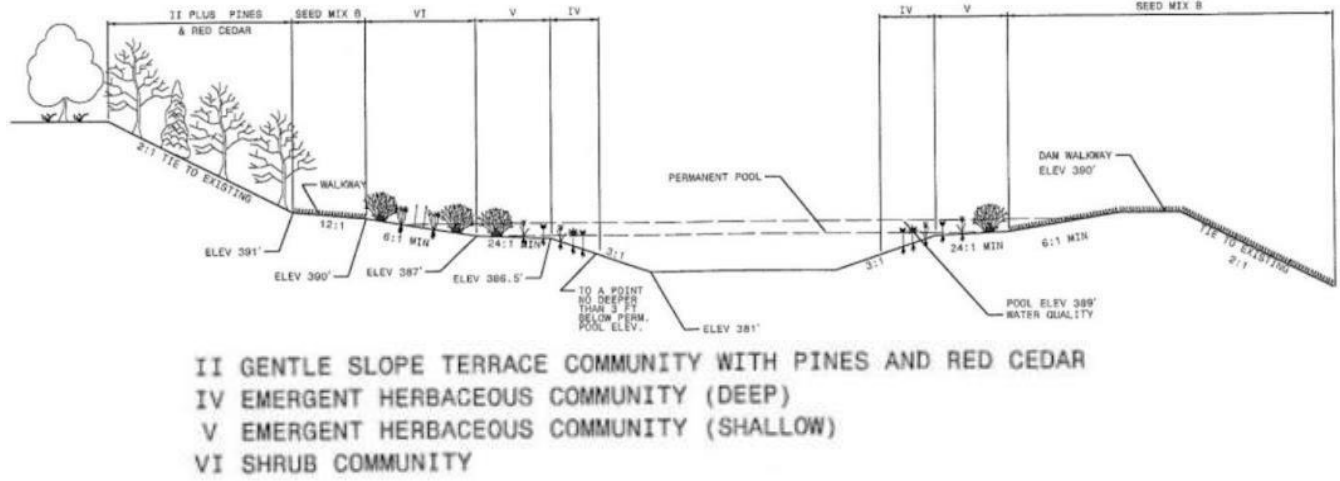 II PLUS PINES
& RED CEDAR
SEED MIX B
VI
V
IV
IV
V
SEED MIX B
2:1 TIE TO EXISTING
WALKWAY
12:1
6:1 MIN
24:1 MIN
3:1
PERMANENT POOL
DAM WALKWAY
ELEV 390'
3:1
24:1 MIN
6:1 MIN
TIE TO EXISTING
2:1
ELEV 391'
ELEV 390'
ELEV 387'
ELEV 386.5'
TO A POINT
NO DEEPER
THAN 3 FT
BELOW PERM.
POOL ELEV.
ELEV 381'
POOL ELEV 389'
WATER QUALITY
II GENTLE SLOPE TERRACE COMMUNITY WITH PINES AND RED CEDAR
IV EMERGENT HERBACEOUS COMMUNITY (DEEP)
V EMERGENT HERBACEOUS COMMUNITY (SHALLOW)
VI SHRUB COMMUNITY